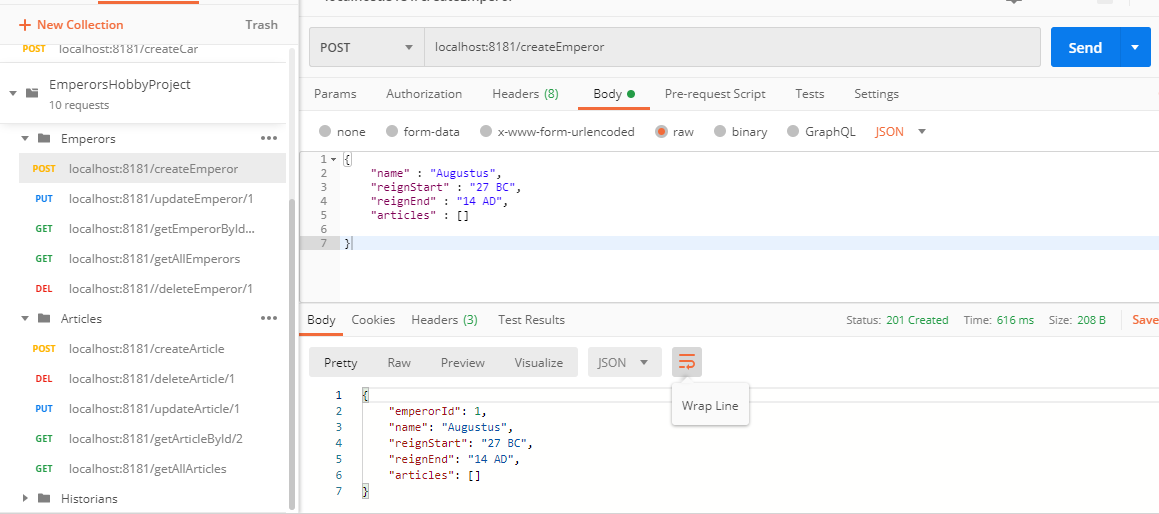 + New Collection
Trash
POST localhost:8181/createCar
EmperorsHobbyProject
10 requests
Emperors
POST localhost:8181/createEmperor
PUT localhost:8181/updateEmperor/1
GET localhost:8181/getEmperorById...
GET localhost:8181/getAllEmperors
DEL localhost:8181//deleteEmperor/1
Articles
POST localhost:8181/createArticle
DEL localhost:8181/deleteArticle/1
PUT localhost:8181/updateArticle/1
GET localhost:8181/getArticleById/2
GET localhost:8181/getAllArticles
Historians
localhost:8181/createEmperor
POST localhost:8181/createEmperor Send
Params Authorization Headers (8) Body Pre-request Script Tests Settings
none form-data x-www-form-urlencoded raw binary GraphQL JSON
1 {
2 "name" : "Augustus",
3 "reignStart" : "27 BC",
4 "reignEnd" : "14 AD",
5 "articles" : []
6
7 }
Body Cookies Headers (3) Test Results Status: 201 Created Time: 616 ms Size: 208 B Save
Pretty Raw Preview Visualize JSON
Wrap Line
1 {
2 "emperorId": 1,
3 "name": "Augustus",
4 "reignStart": "27 BC",
5 "reignEnd": "14 AD",
6 "articles": []
7 }